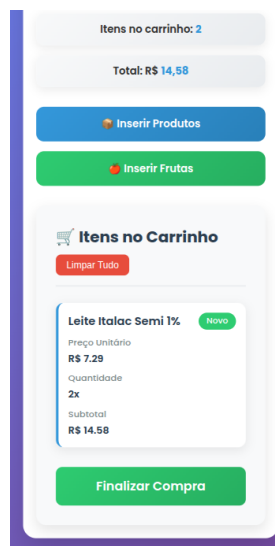 Itens no carrinho: 2
Total: R$ 14,58
Inserir Produtos
Inserir Frutas
Itens no Carrinho
Limpar Tudo
Leite Italac Semi 1% Novo
Preço Unitário
R$ 7.29
Quantidade
2x
Subtotal
R$ 14.58
Finalizar Compra